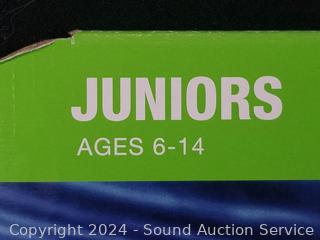 JUNIORS
AGES 6-14
Copyright 2024 - Sound Auction Service